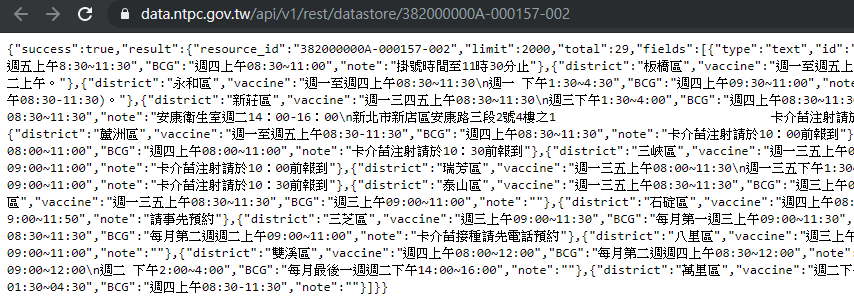 data.ntpc.gov.tw/api/v1/rest/datastore/382000000A-000157-002
{"success":true,"result":{"resource_id":"382000000A-000157-002","limit":2000,"total":29,"fields":[{"type":"text","id":"
週五上午8:30~11:30","BCG":"週四上午08:30~11:00","note":"掛號時間至11時30分止"},{"district":"板橋區","vaccine":"週一至週五上
二上午。"},{"district":"永和區","vaccine":"週一至週四上午08:30~11:30\n週一 下午1:30~4:30","BCG":"週四上午09:30~11:00","note
午08:30-11:30)。"},{"district":"新莊區","vaccine":"週一三四五上午08:30~11:30\n週三下午1:30~4:00","BCG":"週四上午08:30~11:3
08:30~11:30","note":"安康衛生室週二14：00-16：00\n新北市新店區安康路三段2號4樓之1 卡介苗注射請於
{"district":"蘆洲區","vaccine":"週一至週五上午08:30-11:30","BCG":"週四上午08:30~11:30","note":"卡介苗注射請於10：00前報到"}
08:00~11:00","BCG":"週四上午08:00~11:00","note":"卡介苗注射請於10：30前報到"},{"district":"三峽區","vaccine":"週一三五上午0
09:00~11:00","note":"卡介苗注射請於10：00前報到"},{"district":"瑞芳區","vaccine":"週一三五上午08:00~11:30\n週一三五下午1:30
08:00~11:00","note":"卡介苗注射請於10：30前報到"},{"district":"泰山區","vaccine":"週一三五上午08:30~11:30","BCG":"週三上午0
區","vaccine":"週一三五上午08:30~11:30","BCG":"週三上午09:00~11:00","note":""},{"district":"石碇區","vaccine":"週四上午08:
9:00~11:50","note":"請事先預約"},{"district":"三芝區","vaccine":"週三上午09:00~11:30","BCG":"每月第一週三上午09:00~11:30",
08:30~11:30","BCG":"每月第二週週二上午09:00~11:00","note":"卡介苗接種請先電話預約"},{"district":"八里區","vaccine":"週三上午
09:00~11:00","note":""},{"district":"雙溪區","vaccine":"週四上午08:00~12:00","BCG":"每月第二週週四上午08:30~12:00","note":
09:00~12:00\n週二 下午2:00~4:00","BCG":"每月最後一週週二下午14:00~16:00","note":""},{"district":"萬里區","vaccine":"週二下
01:30~04:30","BCG":"週四上午08:30-11:30","note":""}]}}